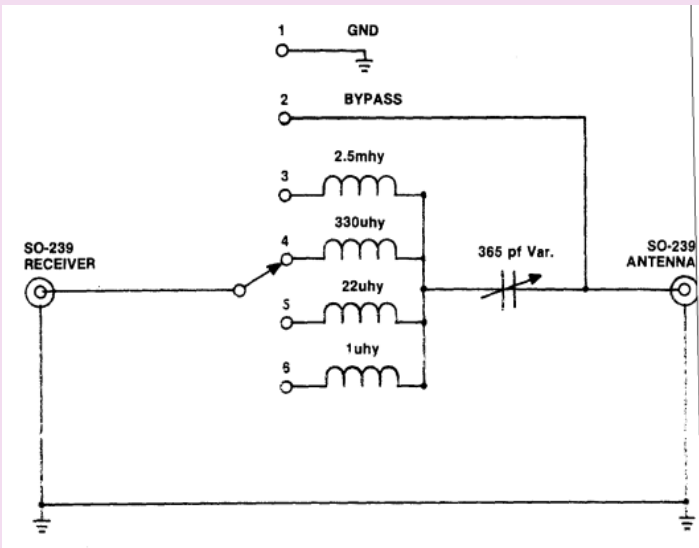 1 GND
2 BYPASS
2.5mhy
3
330uhy
4
SO-239
RECEIVER
365 pf Var.
SO-239
ANTENNA
22uhy
5
1uhy
6